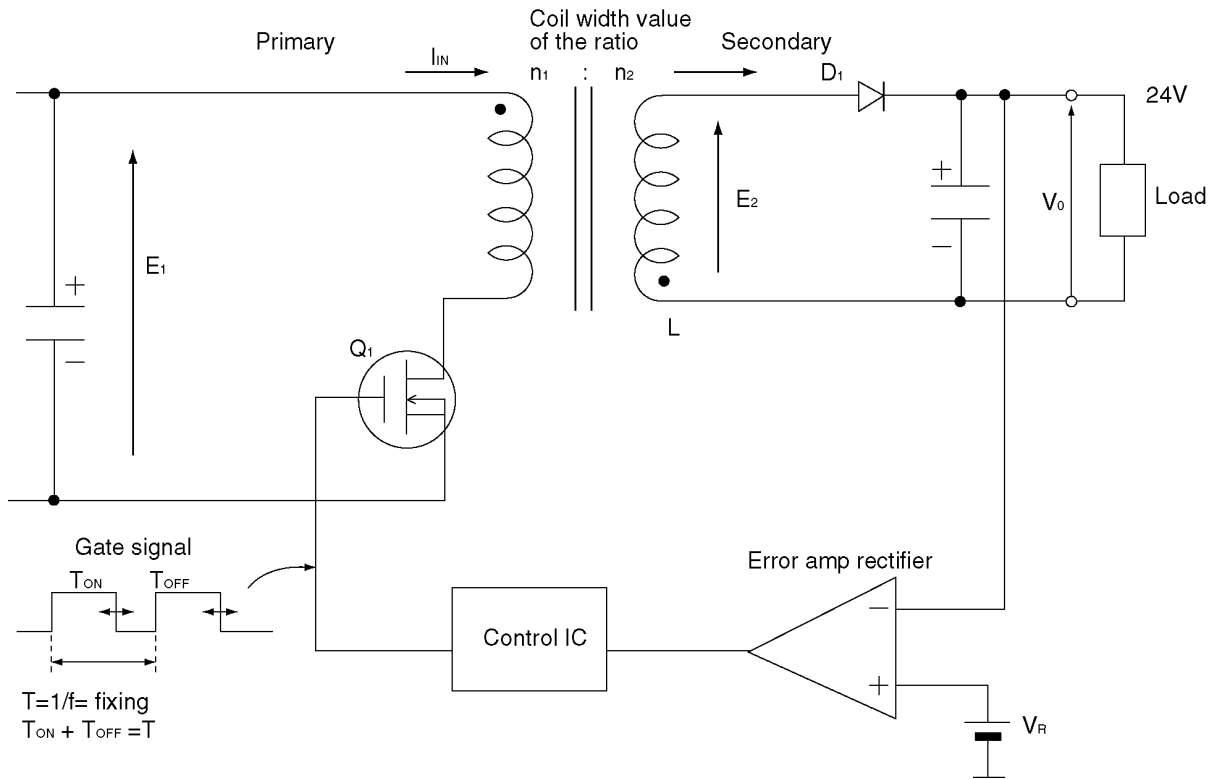 Coil width value
of the ratio
Primary
Secondary
IIN
n1 : n2
D1
24V
+
−
E1
E2
+
−
V0
Load
L
Q1
Gate signal
TON TOFF
T=1/f= fixing
TON + TOFF =T
Control IC
Error amp rectifier
−
+
VR